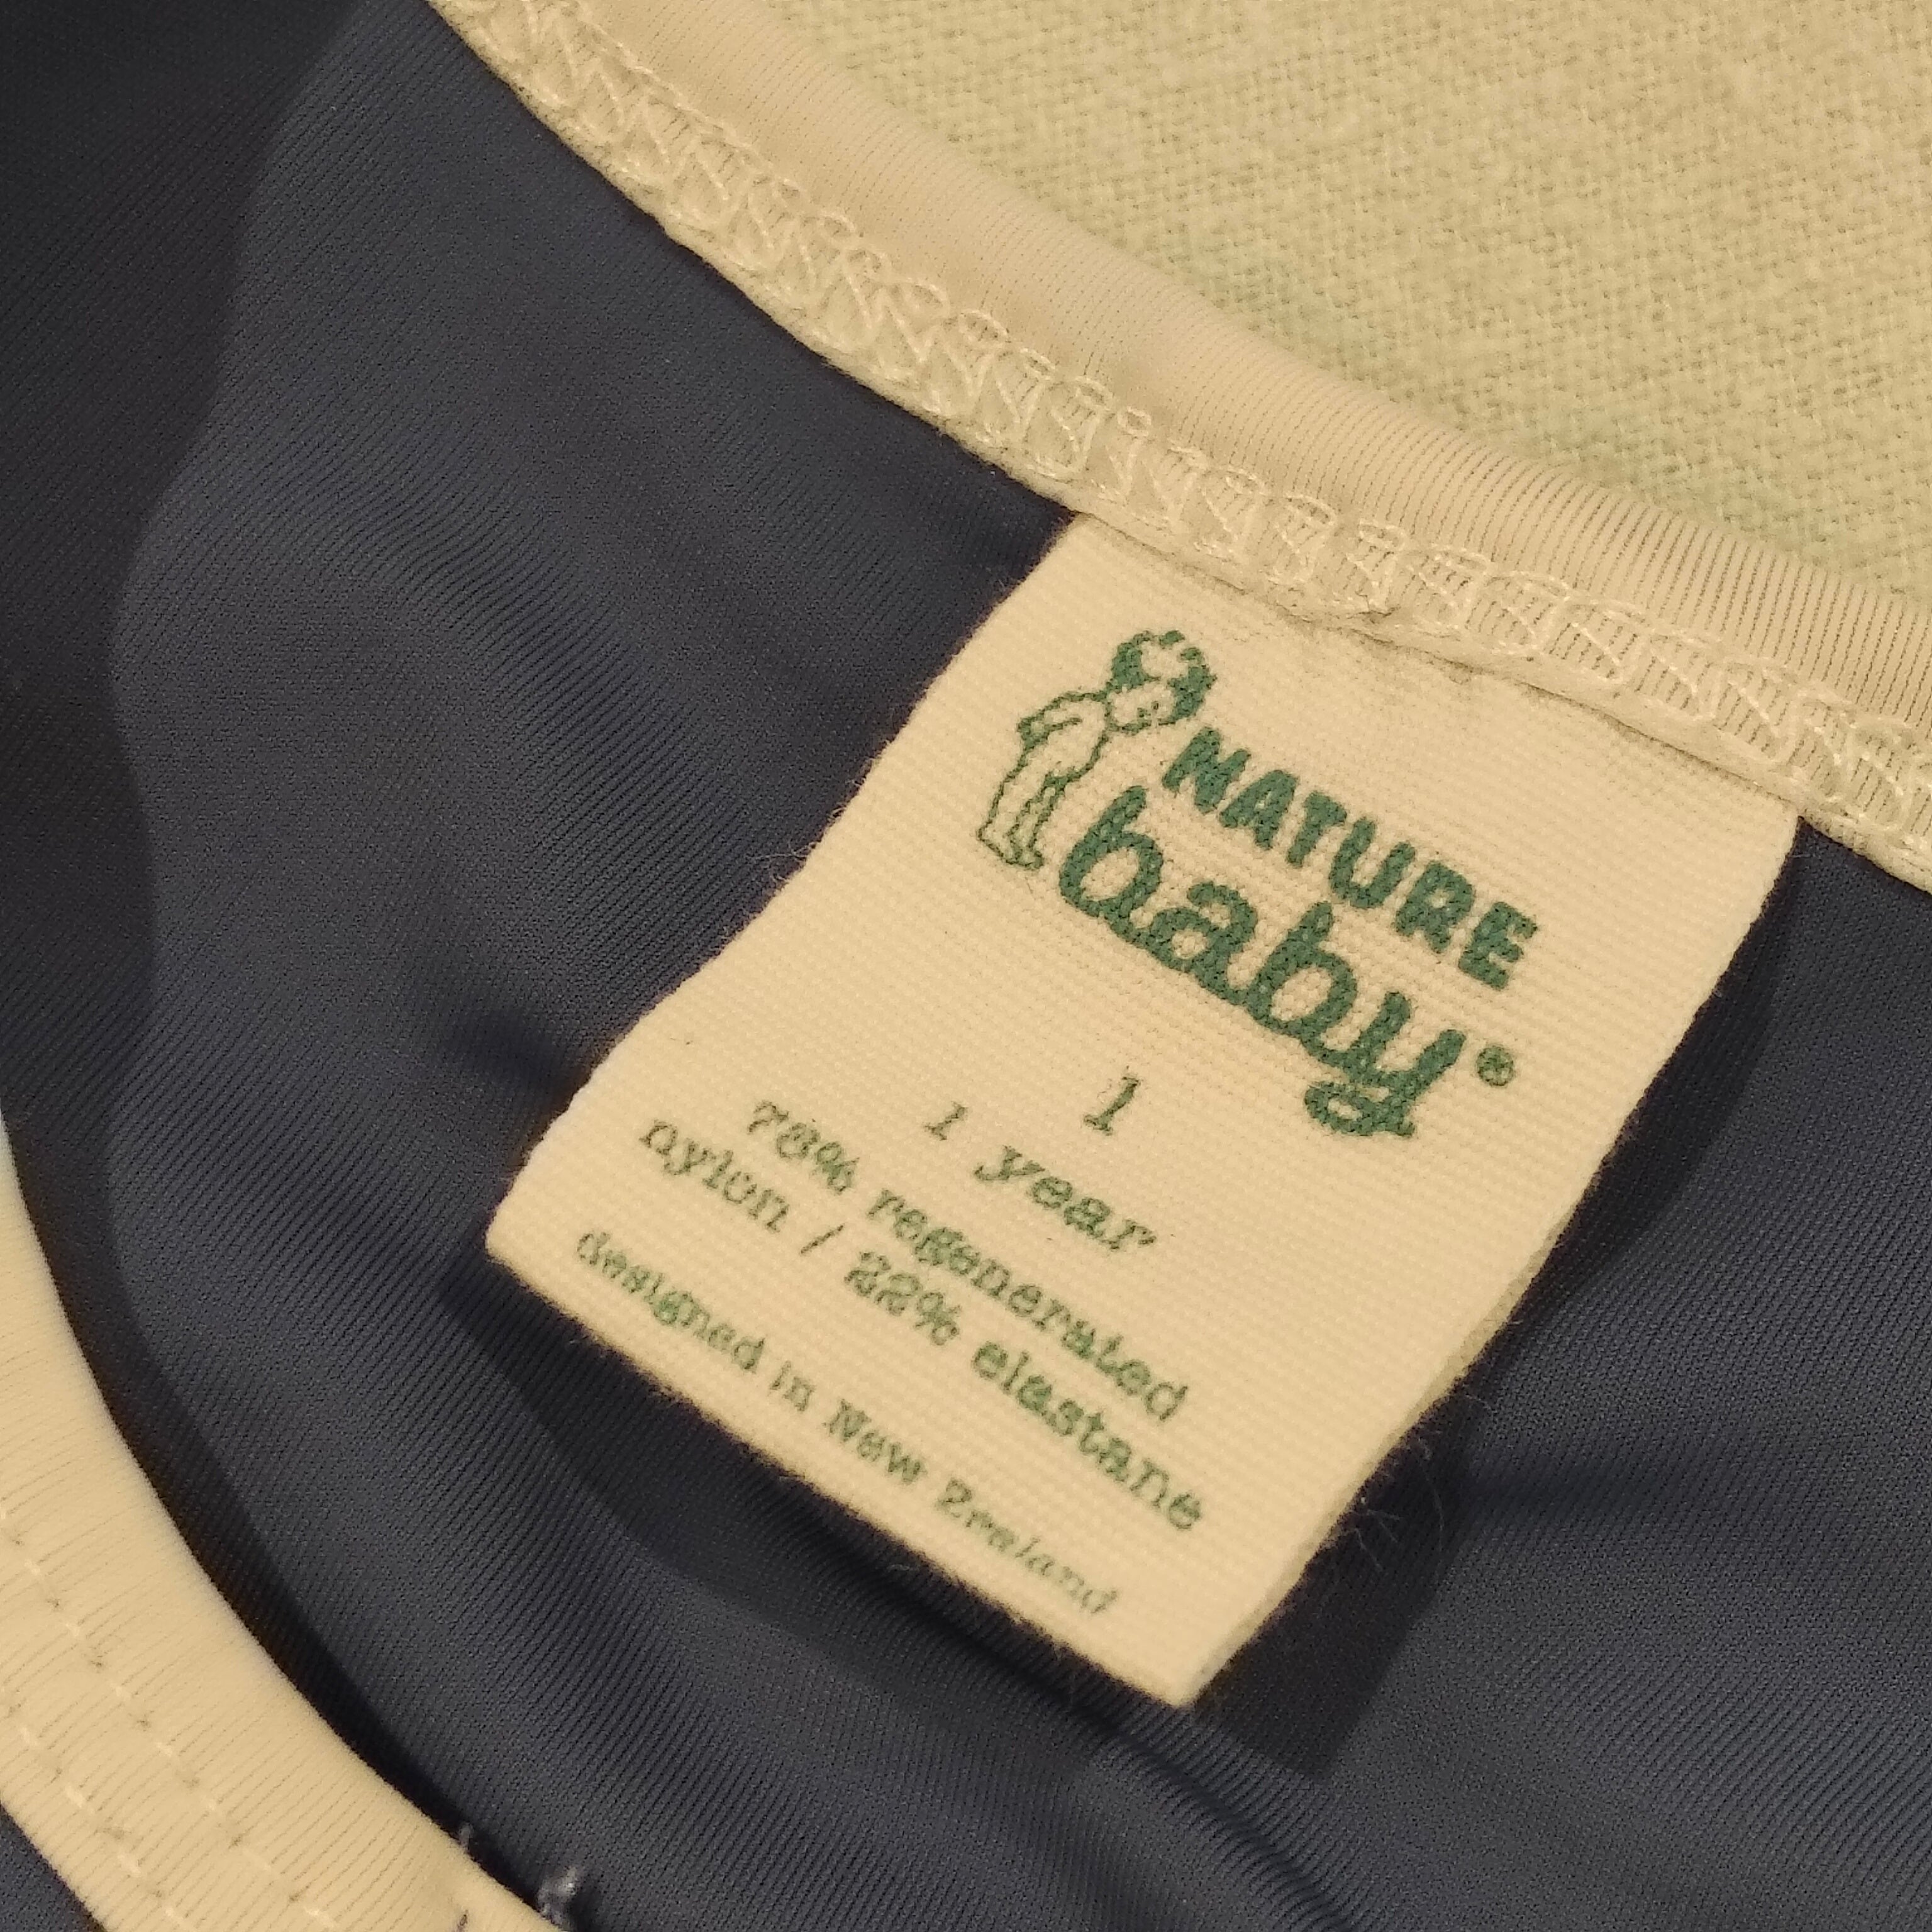 NATURE
baby®
1
1 year
78% regenerated
nylon / 22% elastane
designed in New Zealand